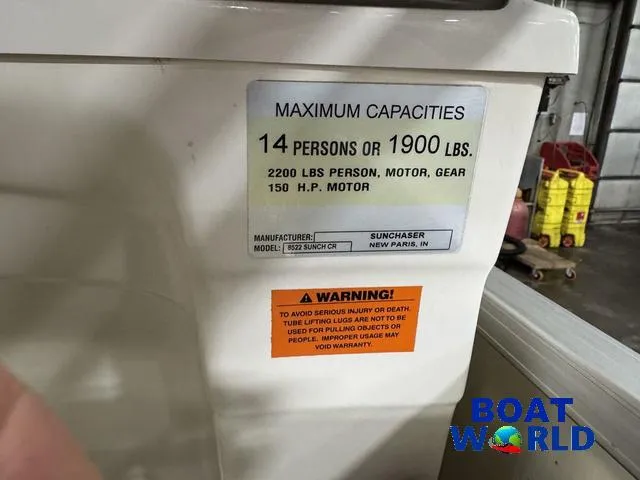 MAXIMUM CAPACITIES
14 PERSONS OR 1900 LBS.
2200 LBS PERSON, MOTOR, GEAR
150 H.P. MOTOR
MANUFACTURER: SUNCHASER
MODEL: 8522 SUNCH CR NEW PARIS, IN
WARNING!
TO AVOID SERIOUS INJURY OR DEATH.
TUBE LIFTING LUGS ARE NOT TO BE
USED FOR PULLING OBJECTS OR
PEOPLE. IMPROPER USAGE MAY
VOID WARRANTY.
BOAT
WORLD